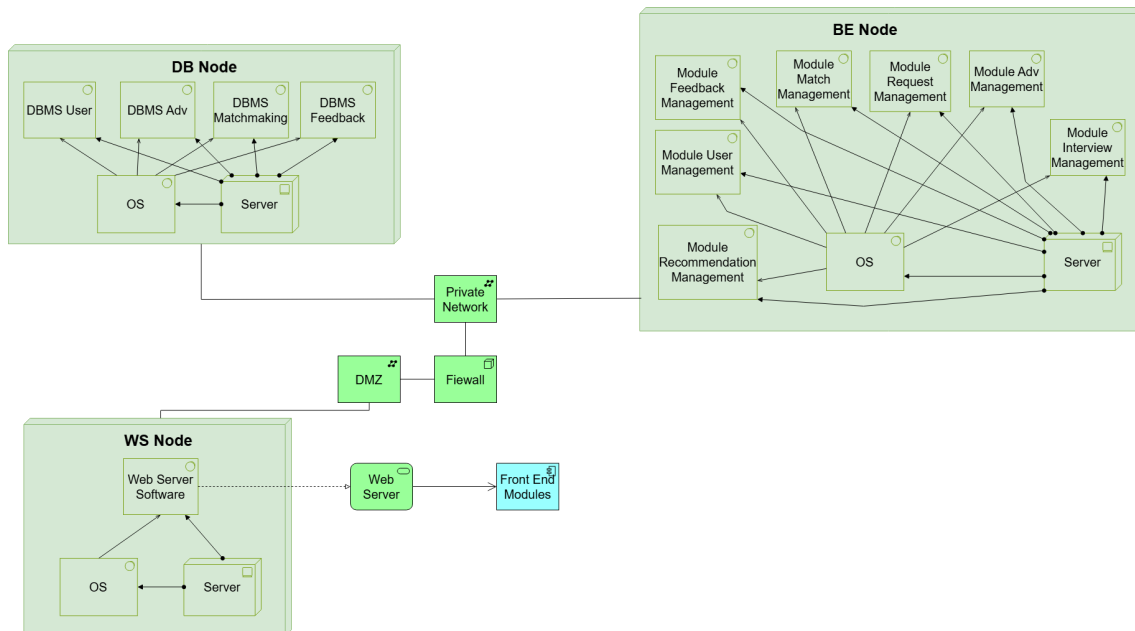 DB Node
DBMS User
DBMS Adv
DBMS
Matchmaking
DBMS
Feedback
OS
Server
BE Node
Module
Feedback
Management
Module
Match
Management
Module
Request
Management
Module Adv
Management
Module
Interview
Management
Module User
Management
Module
Recommendation
Management
OS
Server
Private
Network
DMZ
Fiewall
WS Node
Web Server
Software
OS
Server
Web
Server
Front End
Modules